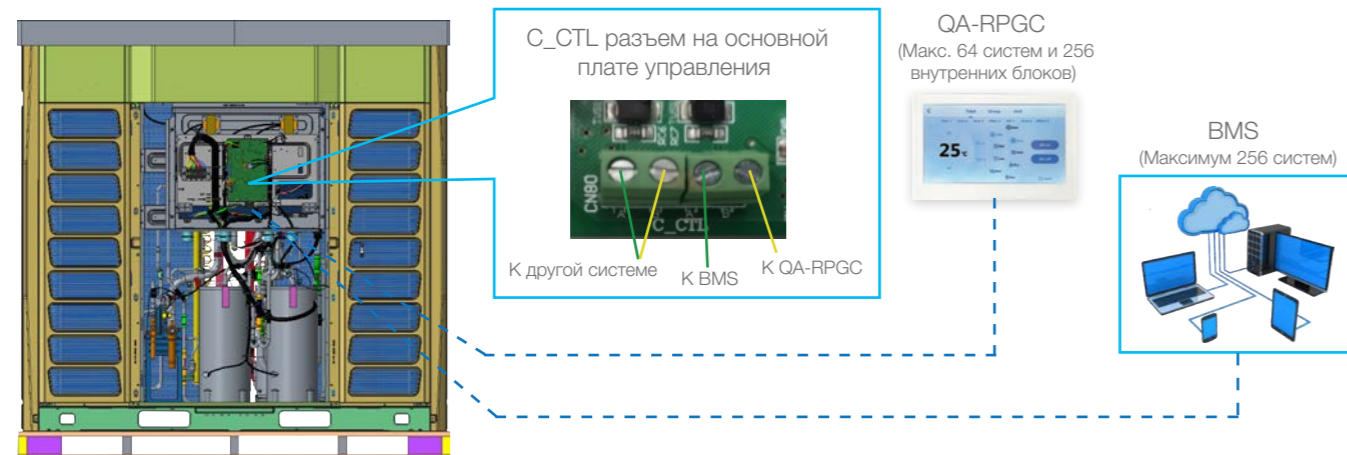 C_CTL разъем на основной
плате управления
CN80
C_CTL
К другой системе
К BMS
К QA-RPGC
QA-RPGC
(Макс. 64 систем и 256
внутренних блоков)
25°C
BMS
(Максимум 256 систем)